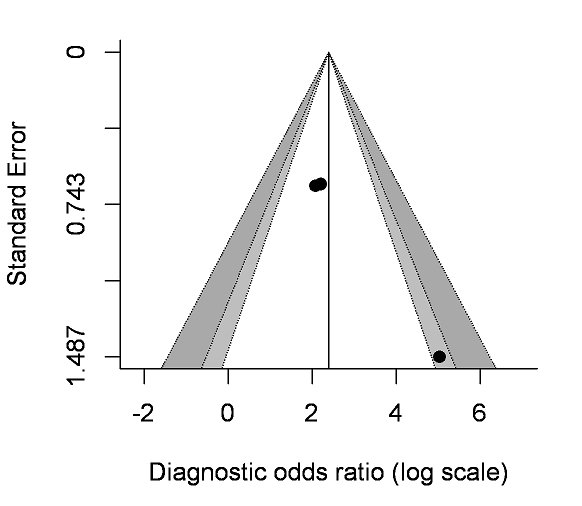 Standard Error
0
0.743
1.487
-2 0 2 4 6
Diagnostic odds ratio (log scale)